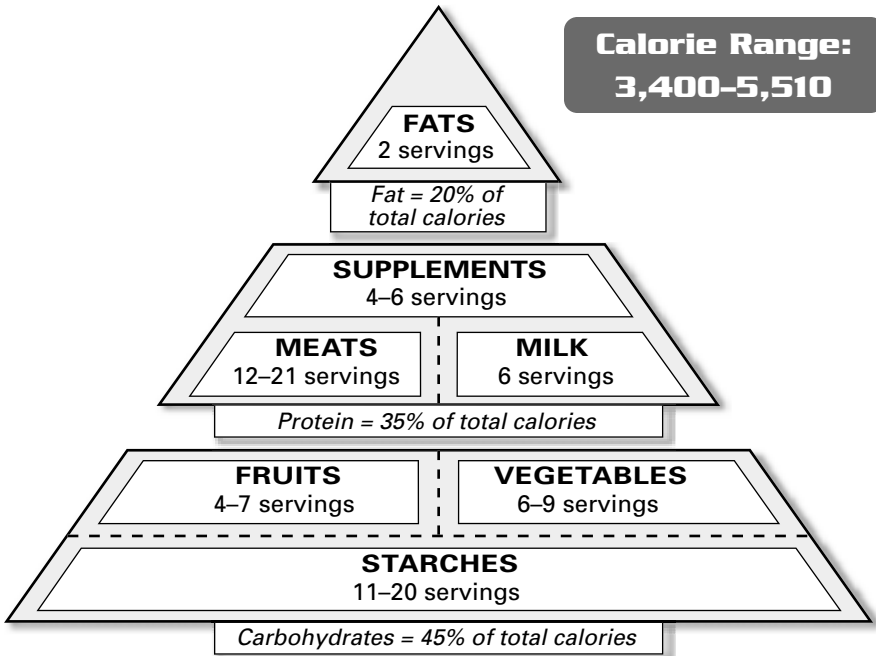 Calorie Range:
3,400–5,510
FATS
2 servings
Fat = 20% of
total calories
SUPPLEMENTS
4–6 servings
MEATS
12–21 servings
MILK
6 servings
Protein = 35% of total calories
FRUITS
4–7 servings
VEGETABLES
6–9 servings
STARCHES
11–20 servings
Carbohydrates = 45% of total calories